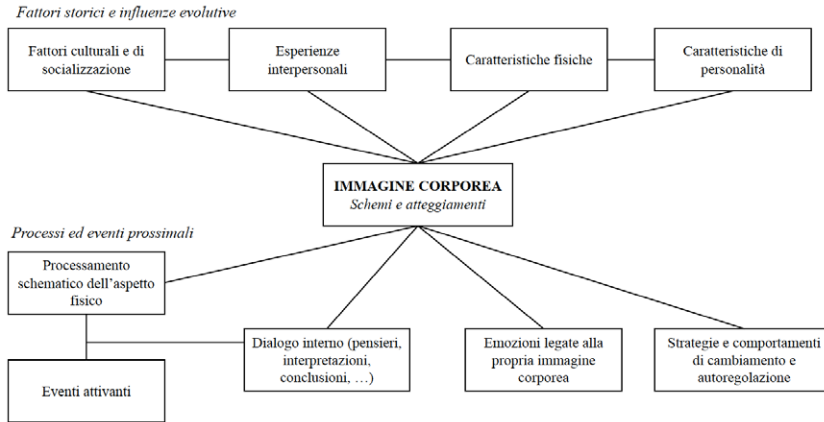 Fattori storici e influenze evolutive
Fattori culturali e di
socializzazione
Esperienze
interpersonali
Caratteristiche fisiche
Caratteristiche di
personalità
IMMAGINE CORPOREA
Schemi e atteggiamenti
Processi ed eventi prossimali
Processamento
schematico dell’aspetto
fisico
Dialogo interno (pensieri,
interpretazioni,
conclusioni, …)
Emozioni legate alla
propria immagine
corporea
Strategie e comportamenti
di cambiamento e
autoregolazione
Eventi attivanti